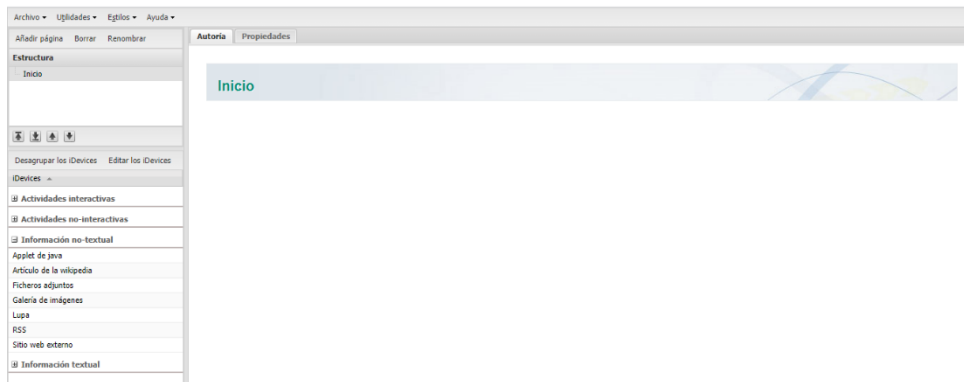 Archivo Utilidades Estilos Ayuda
Añadir página Borrar Renombrar
Autoría Propiedades
Estructura
Inicio
Inicio
Desagrupar los iDevices Editar los iDevices
iDevices
Actividades interactivas
Actividades no-interactivas
Información no-textual
Applet de java
Artículo de la wikipedia
Ficheros adjuntos
Galería de imágenes
Lupa
RSS
Sitio web externo
Información textual